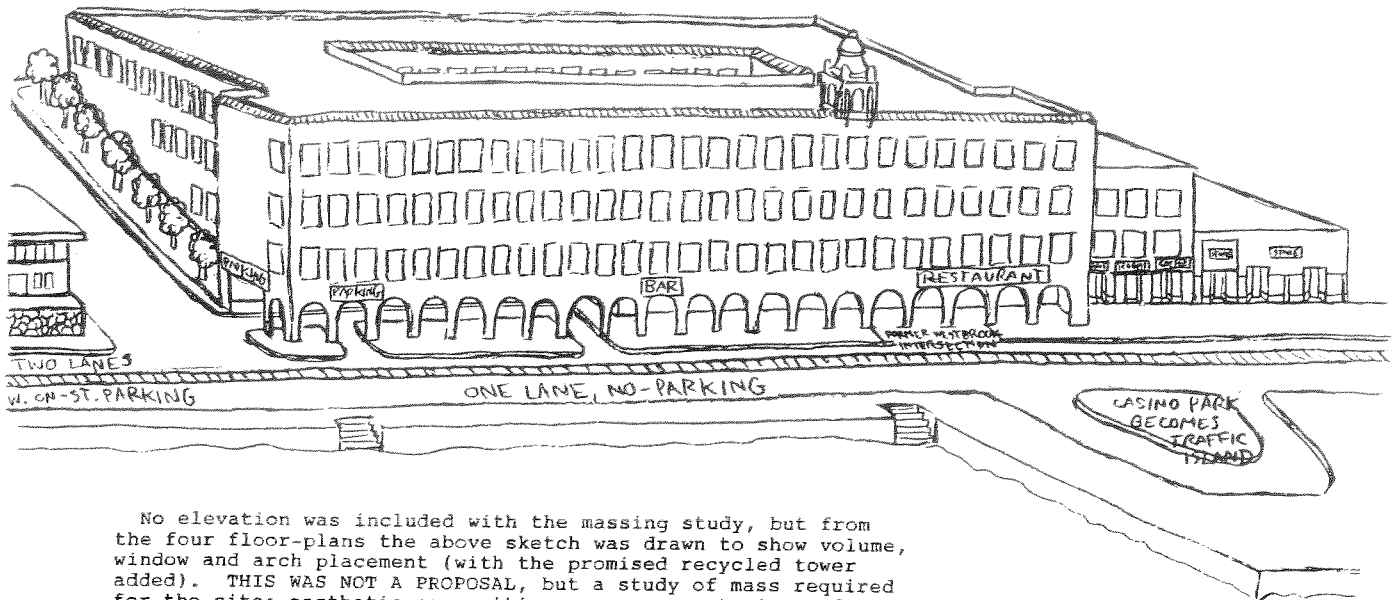 PARKING
PARKING
BAR
RESTAURANT
STORE
STORE
FORMER WESTBROOK
INTERSECTION
TWO LANES
W. ON-ST. PARKING
ONE LANE, NO-PARKING
CASINO PARK
BECOMES
TRAFFIC
ISLAND
No elevation was included with the massing study, but from
the four floor-plans the above sketch was drawn to show volume,
window and arch placement (with the promised recycled tower
added). THIS WAS NOT A PROPOSAL, but a study of mass required